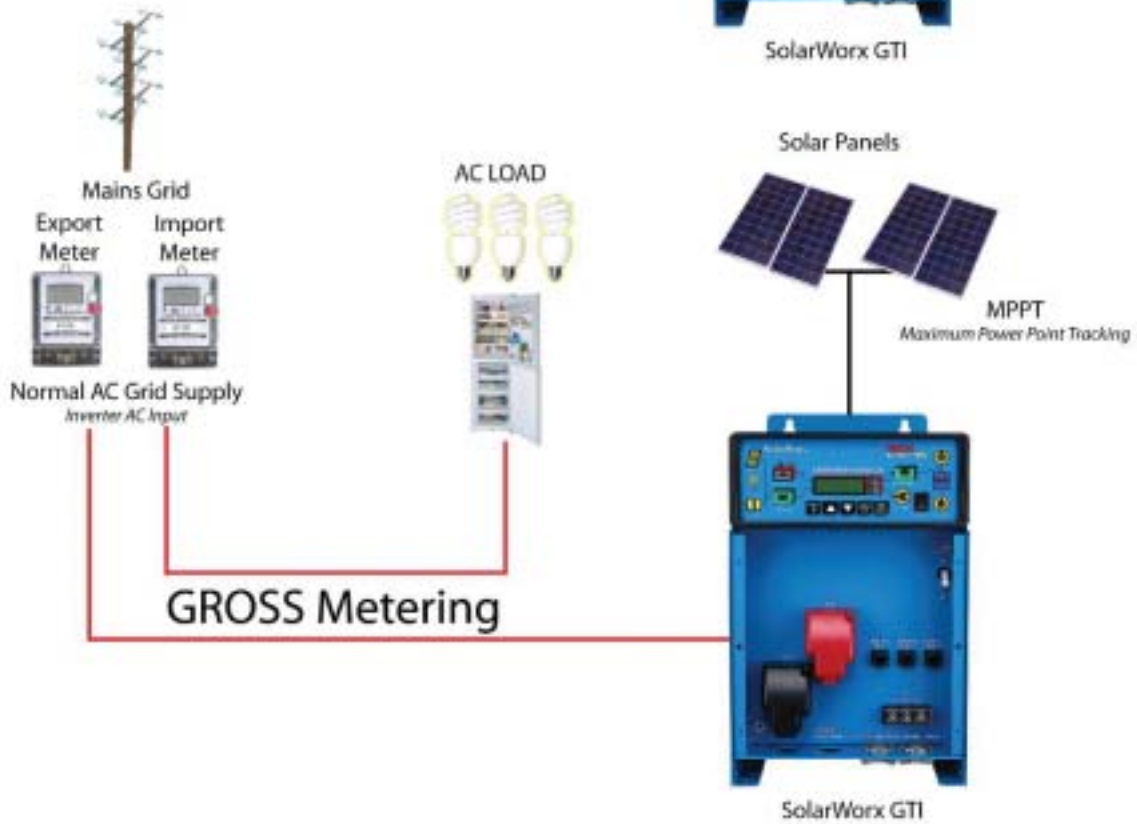 SolarWorx GTI
Solar Panels
Mains Grid
Export Meter
Import Meter
AC LOAD
MPPT
Maximum Power Point Tracking
Normal AC Grid Supply
Inverter AC Input
GROSS Metering
SolarWorx GTI